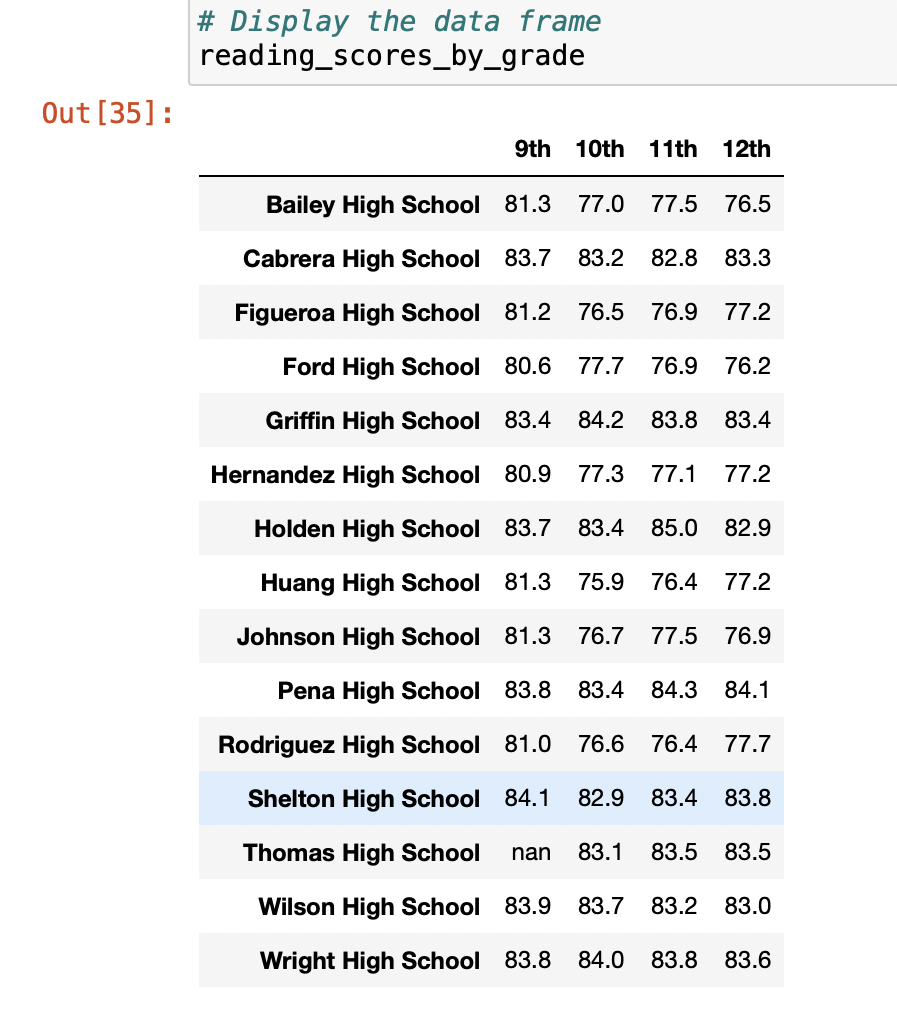 # Display the data frame
reading_scores_by_grade
Out[35]:
9th 10th 11th 12th
Bailey High School 81.3 77.0 77.5 76.5
Cabrera High School 83.7 83.2 82.8 83.3
Figueroa High School 81.2 76.5 76.9 77.2
Ford High School 80.6 77.7 76.9 76.2
Griffin High School 83.4 84.2 83.8 83.4
Hernandez High School 80.9 77.3 77.1 77.2
Holden High School 83.7 83.4 85.0 82.9
Huang High School 81.3 75.9 76.4 77.2
Johnson High School 81.3 76.7 77.5 76.9
Pena High School 83.8 83.4 84.3 84.1
Rodriguez High School 81.0 76.6 76.4 77.7
Shelton High School 84.1 82.9 83.4 83.8
Thomas High School nan 83.1 83.5 83.5
Wilson High School 83.9 83.7 83.2 83.0
Wright High School 83.8 84.0 83.8 83.6